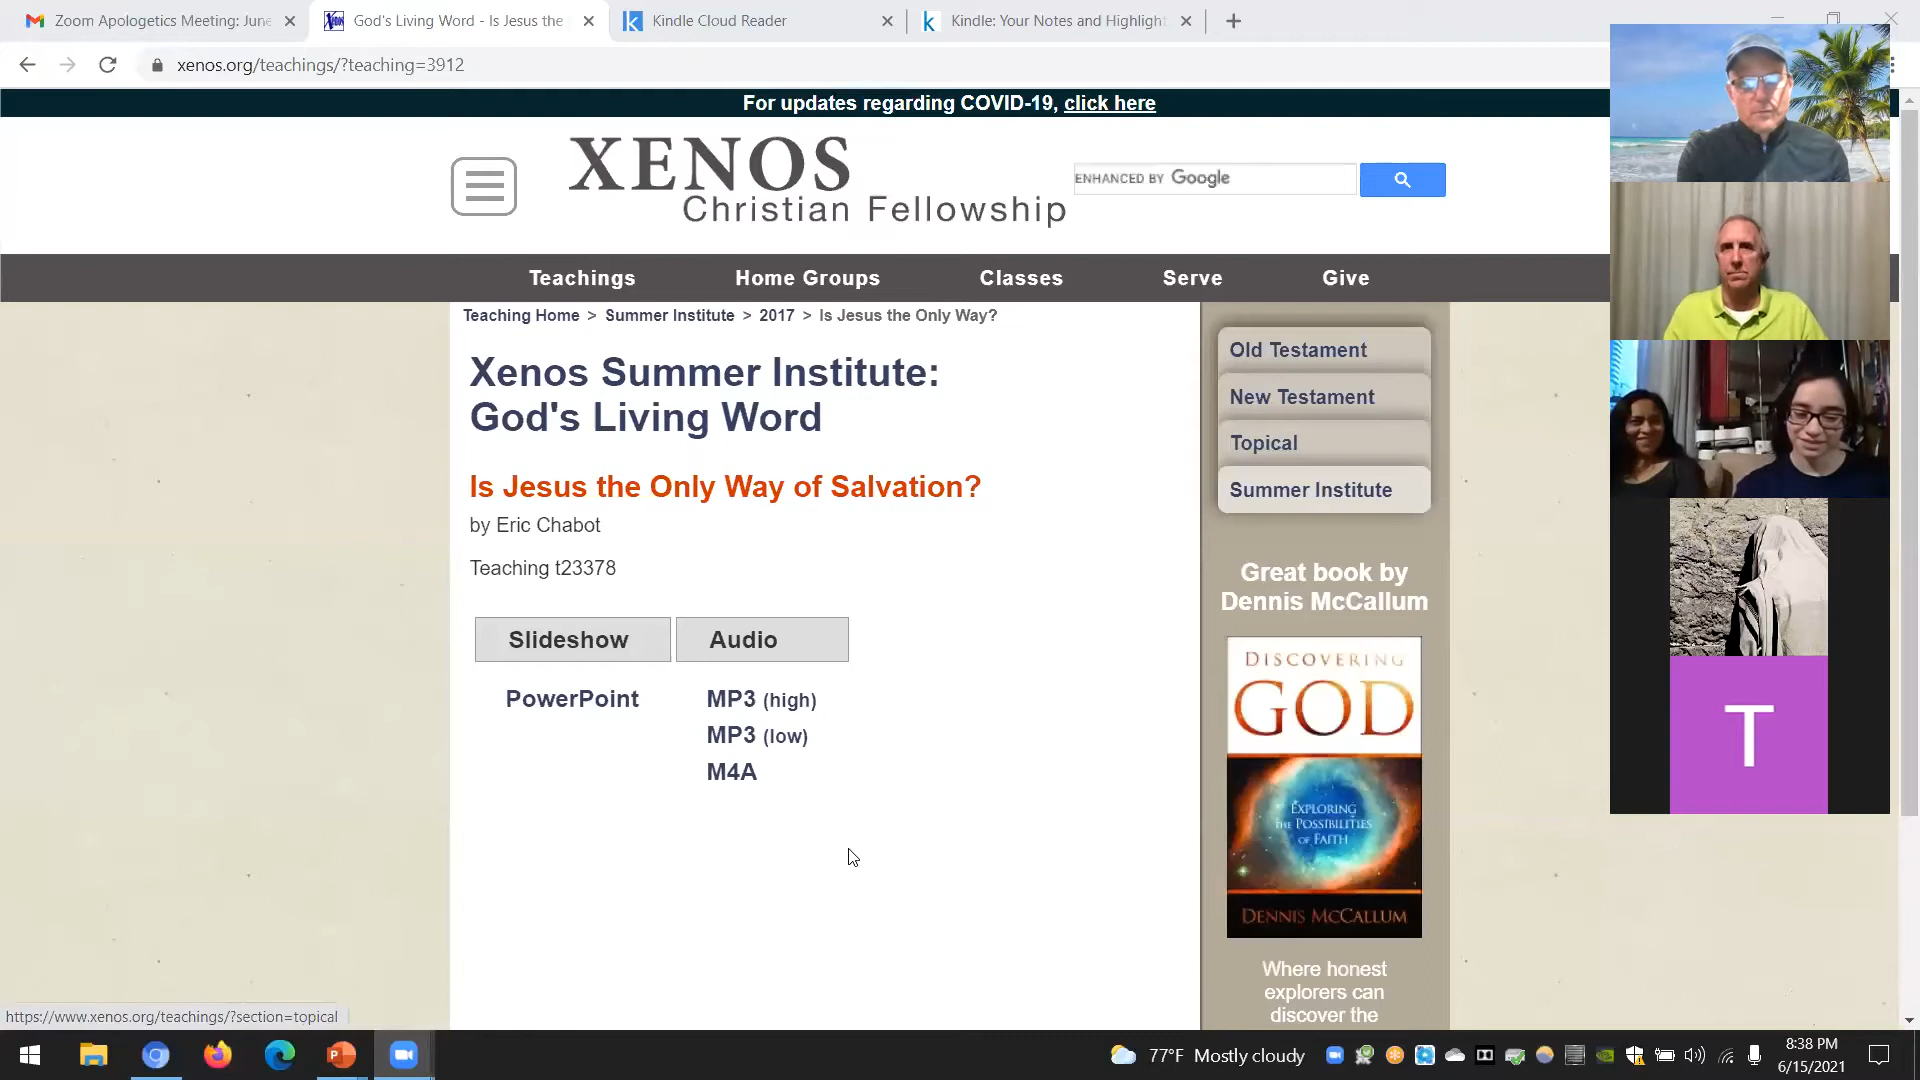 Zoom Apologetics Meeting: June
God's Living Word - Is Jesus the
Kindle Cloud Reader
Kindle: Your Notes and Highlight
xenos.org/teachings/?teaching=3912
For updates regarding COVID-19, click here
XENOS
Christian Fellowship
ENHANCED BY Google
Teachings
Home Groups
Classes
Serve
Give
Teaching Home > Summer Institute > 2017 > Is Jesus the Only Way?
Xenos Summer Institute:
God's Living Word
Is Jesus the Only Way of Salvation?
by Eric Chabot
Teaching t23378
Slideshow
Audio
PowerPoint
MP3 (high)
MP3 (low)
M4A
Old Testament
New Testament
Topical
Summer Institute
Great book by
Dennis McCallum
DISCOVERING
GOD
EXPLORING
THE POSSIBILITIES
OF FAITH
DENNIS MCCALLUM
Where honest
explorers can
discover the
T
https://www.xenos.org/teachings/?section=topical
77°F Mostly cloudy
8:38 PM
6/15/2021